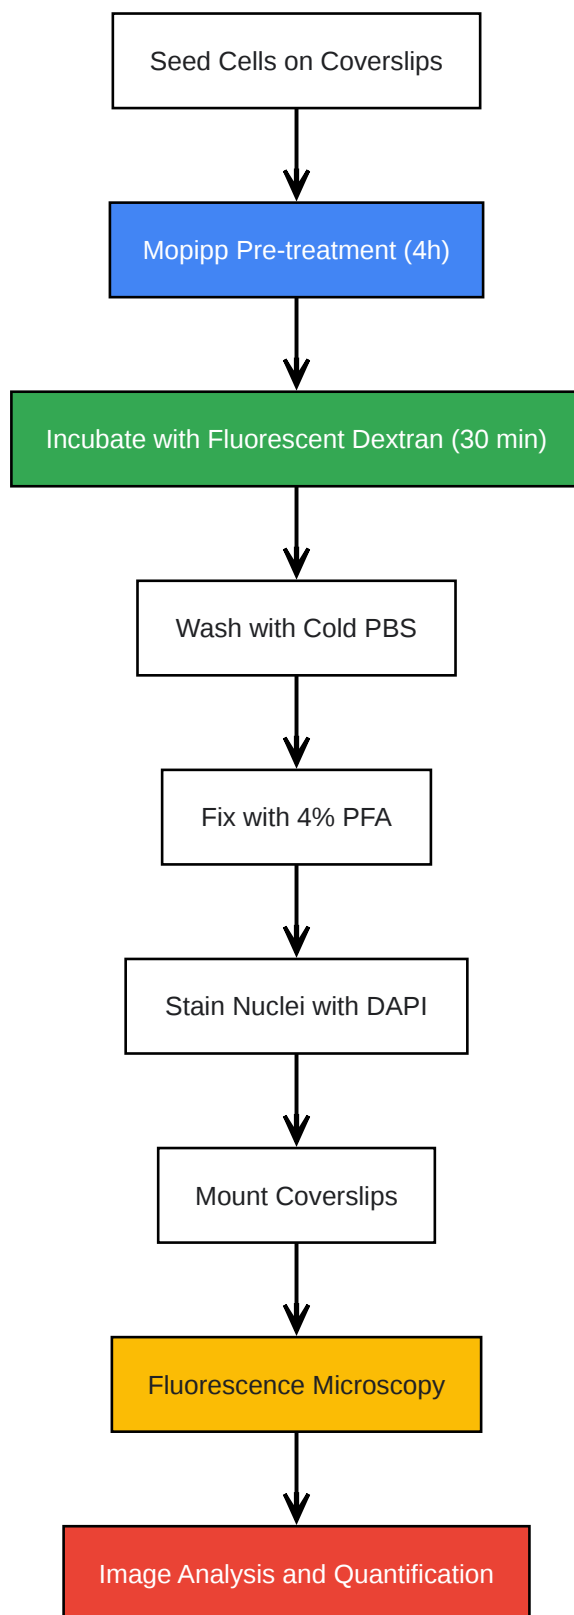 Seed Cells on Coverslips
Mopipp Pre-treatment (4h)
Incubate with Fluorescent Dextran (30 min)
Wash with Cold PBS
Fix with 4% PFA
Stain Nuclei with DAPI
Mount Coverslips
Fluorescence Microscopy
Image Analysis and Quantification